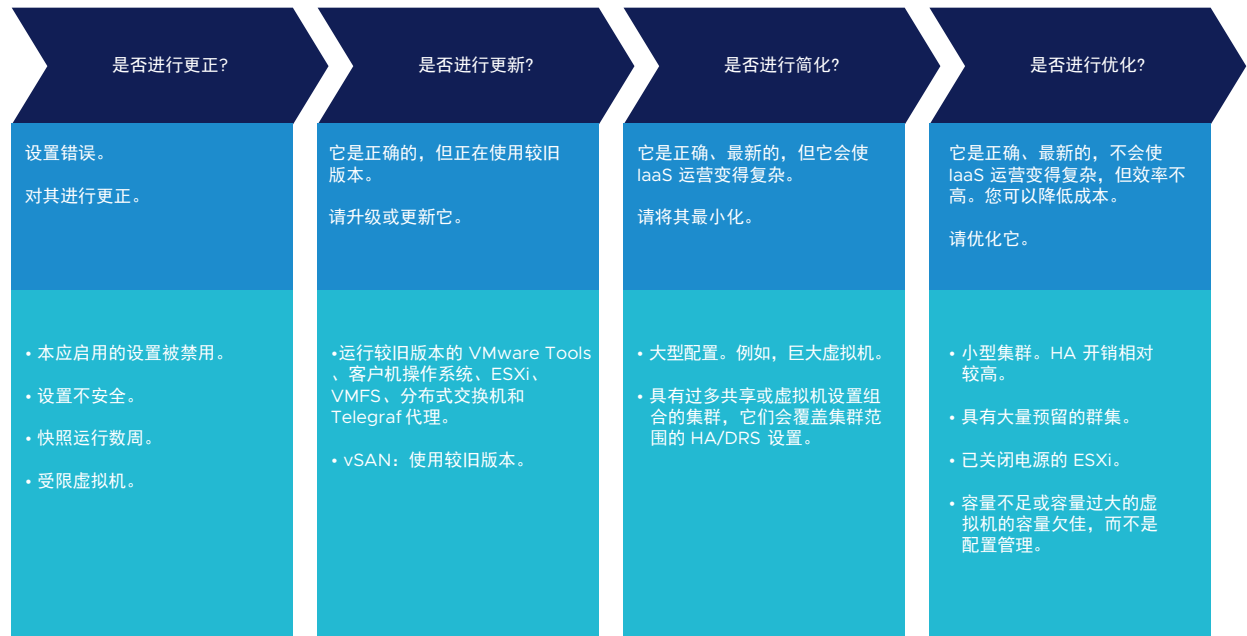 是否进行更正?
是否进行更新?
是否进行简化?
是否进行优化?
设置错误。
对其进行更正。
它是正确的，但正在使用较旧
版本。
请升级或更新它。
它是正确、最新的，但它会使
IaaS 运营变得复杂。
请将其最小化。
它是正确、最新的，不会使
IaaS 运营变得复杂，但效率不
高。您可以降低成本。
请优化它。
• 本应启用的设置被禁用。
• 设置不安全。
• 快照运行数周。
• 受限虚拟机。
•运行较旧版本的 VMware Tools
、客户机操作系统、ESXi、
VMFS、分布式交换机和
Telegraf 代理。
• vSAN：使用较旧版本。
• 大型配置。例如，巨大虚拟机。
• 具有过多共享或虚拟机设置组
合的集群，它们会覆盖集群范
围的 HA/DRS 设置。
• 小型集群。HA 开销相对
较高。
• 具有大量预留的群集。
• 已关闭电源的 ESXi。
• 容量不足或容量过大的虚
拟机的容量欠佳，而不是
配置管理。